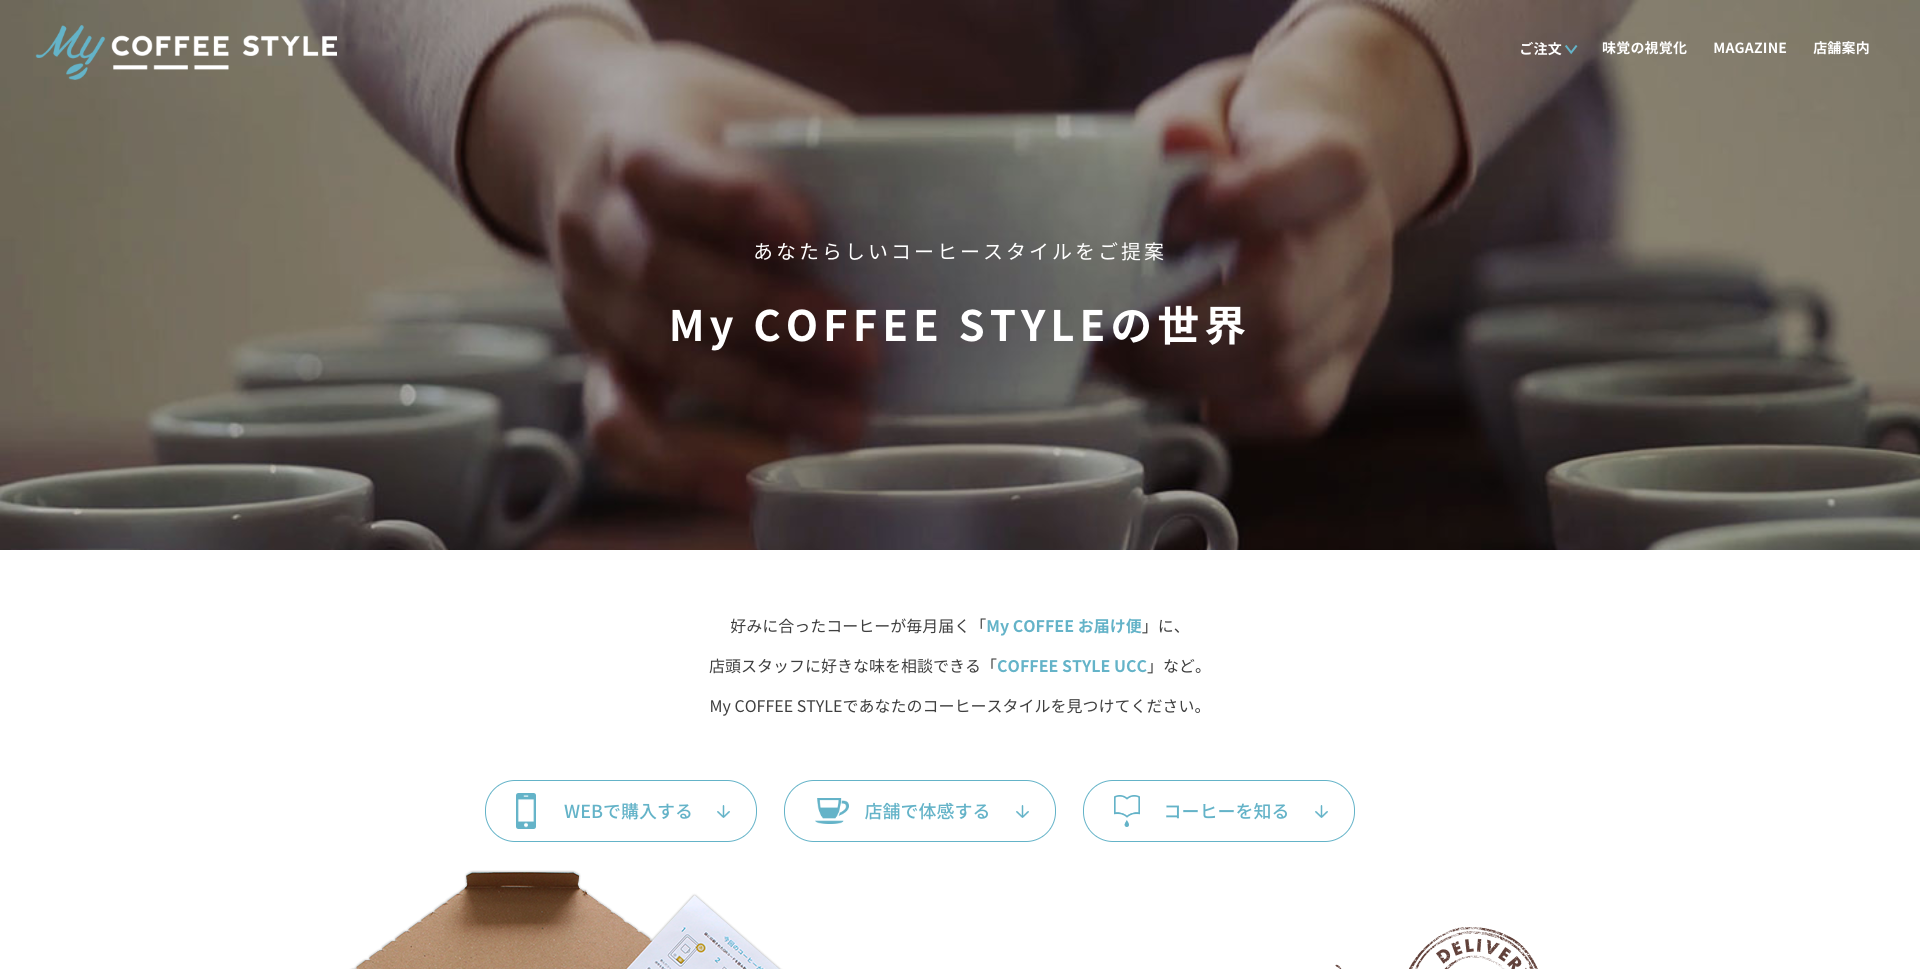 My COFFEE STYLE
ご注文
味覚の視覚化
MAGAZINE
店舗案内
あなたらしいコーヒースタイルをご提案
My COFFEE STYLEの世界
好みに合ったコーヒーが毎月届く「My COFFEE お届け便」に、
店頭スタッフに好きな味を相談できる「COFFEE STYLE UCC」など。
My COFFEE STYLEであなたのコーヒースタイルを見つけてください。
WEBで購入する
店舗で体感する
コーヒーを知る
1
2